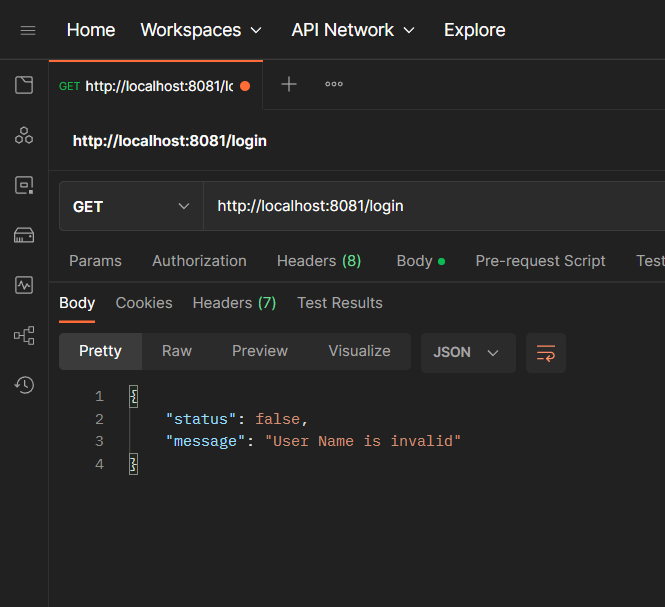 Home Workspaces API Network Explore
GET http://localhost:8081/lo
http://localhost:8081/login
GET http://localhost:8081/login
Params Authorization Headers (8) Body Pre-request Script Test
Body Cookies Headers (7) Test Results
Pretty Raw Preview Visualize JSON
1 {
2 "status": false,
3 "message": "User Name is invalid"
4 }